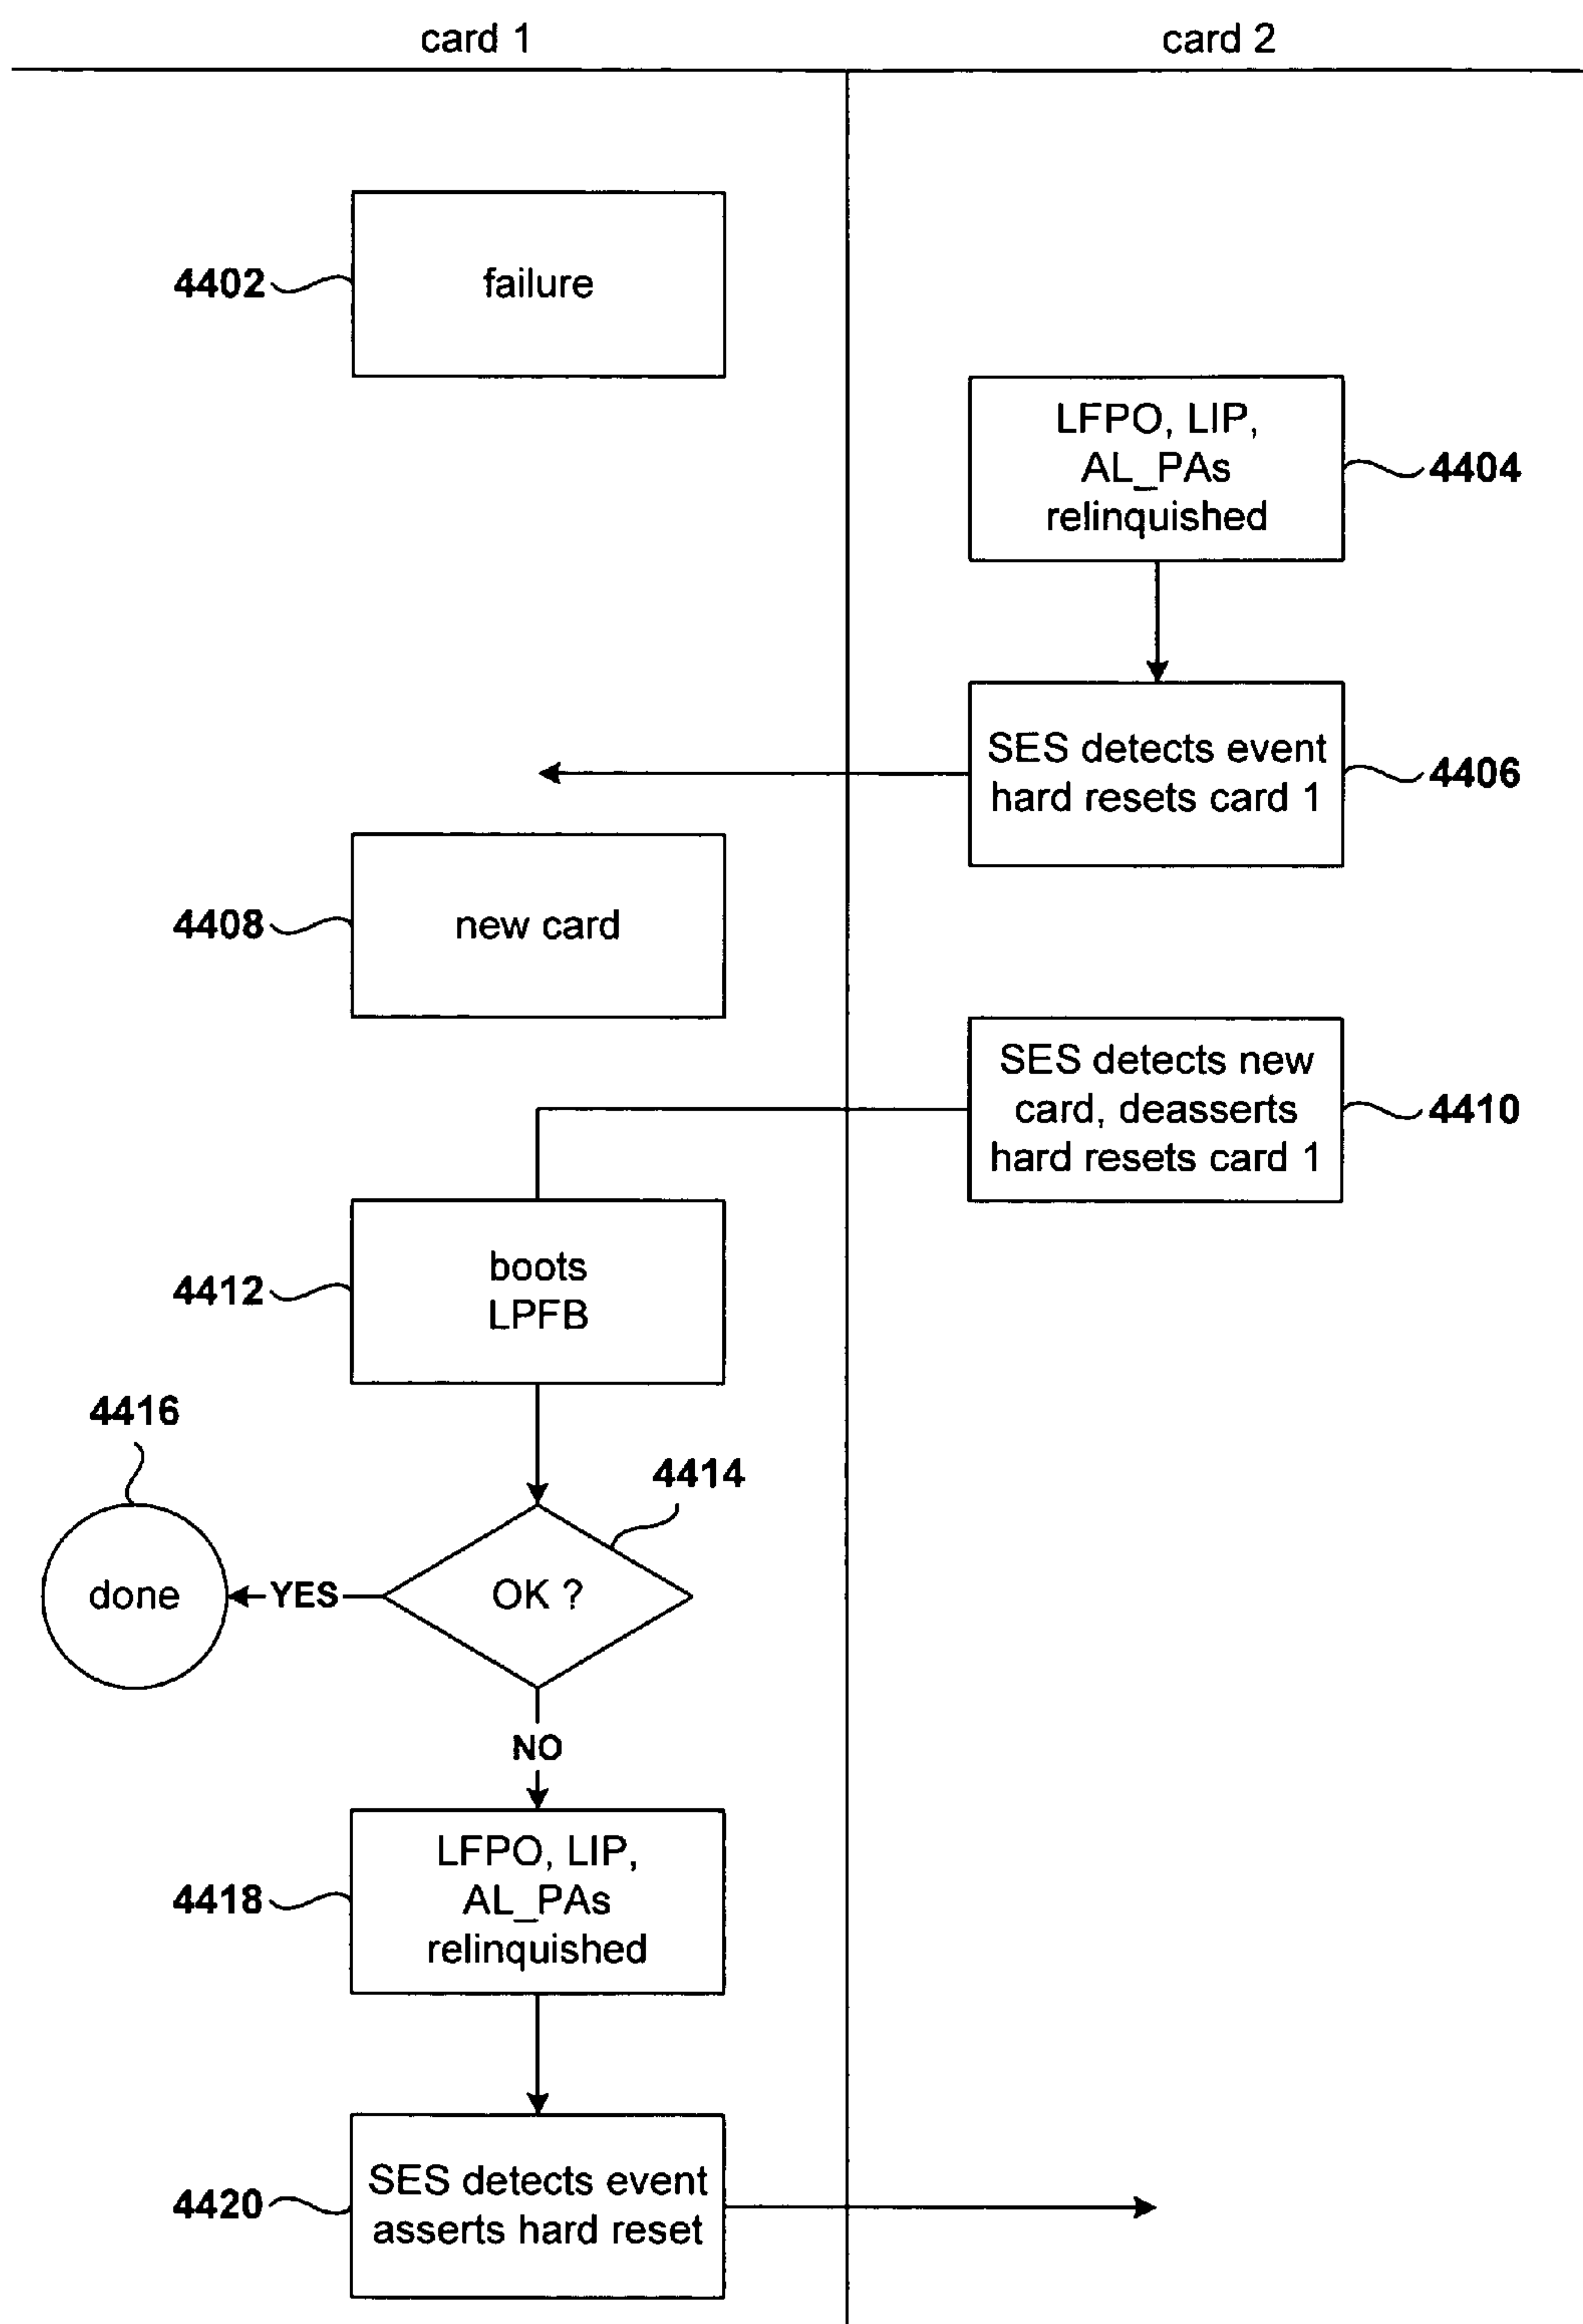 card 1
card 2
4402
failure
LFPO, LIP,
AL_PAs
relinquished
4404
SES detects event
hard resets card 1
4406
4408
new card
SES detects new
card, deasserts
hard resets card 1
4410
4412
boots
LPFB
4416
4414
done
YES
OK ?
NO
4418
LFPO, LIP,
AL_PAs
relinquished
4420
SES detects event
asserts hard reset